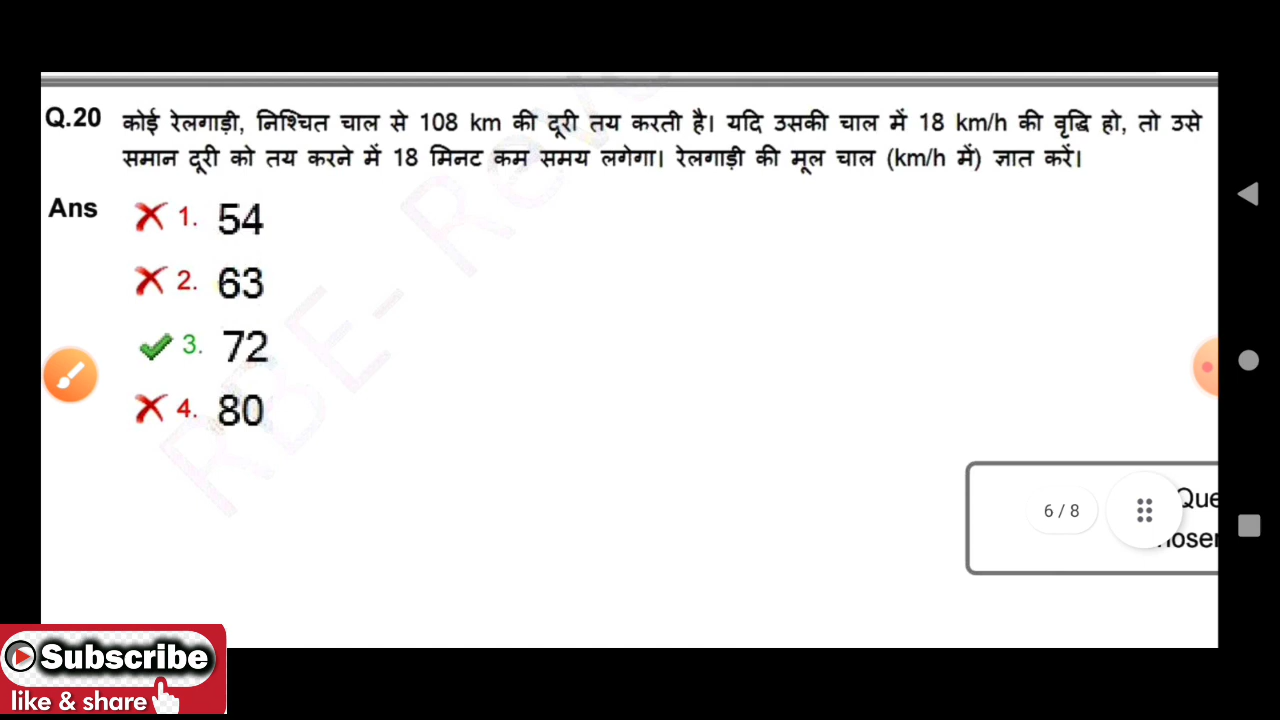 Q.20 कोई रेलगाड़ी, निश्चित चाल से 108 km की दूरी तय करती है। यदि उसकी चाल में 18 km/h की वृद्धि हो, तो उसे
समान दूरी को तय करने में 18 मिनट कम समय लगेगा। रेलगाड़ी की मूल चाल (km/h में) ज्ञात करें।
Ans 1. 54
2. 63
3. 72
4. 80
6 / 8
Subscribe
like & share